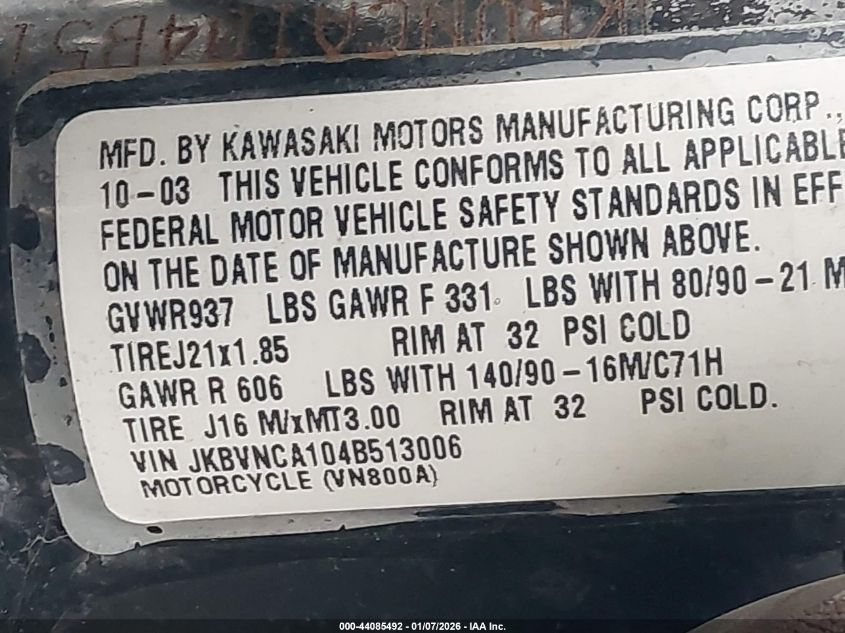 MFD. BY KAWASAKI MOTORS MANUFACTURING CORP.,
10-03 THIS VEHICLE CONFORMS TO ALL APPLICABLE
FEDERAL MOTOR VEHICLE SAFETY STANDARDS IN EFF
ON THE DATE OF MANUFACTURE SHOWN ABOVE.
GVWR937 LBS GAWR F 331 LBS WITH 80/90-21 M
TIREJ21x1.85 RIM AT 32 PSI COLD
GAWR R 606 LBS WITH 140/90-16M/C71H
TIRE J16 M/xMT3.00 RIM AT 32 PSI COLD.
VIN JKBVNCA104B513006
MOTORCYCLE (VN800A)
000-44085492 - 01/07/2026 - IAA Inc.